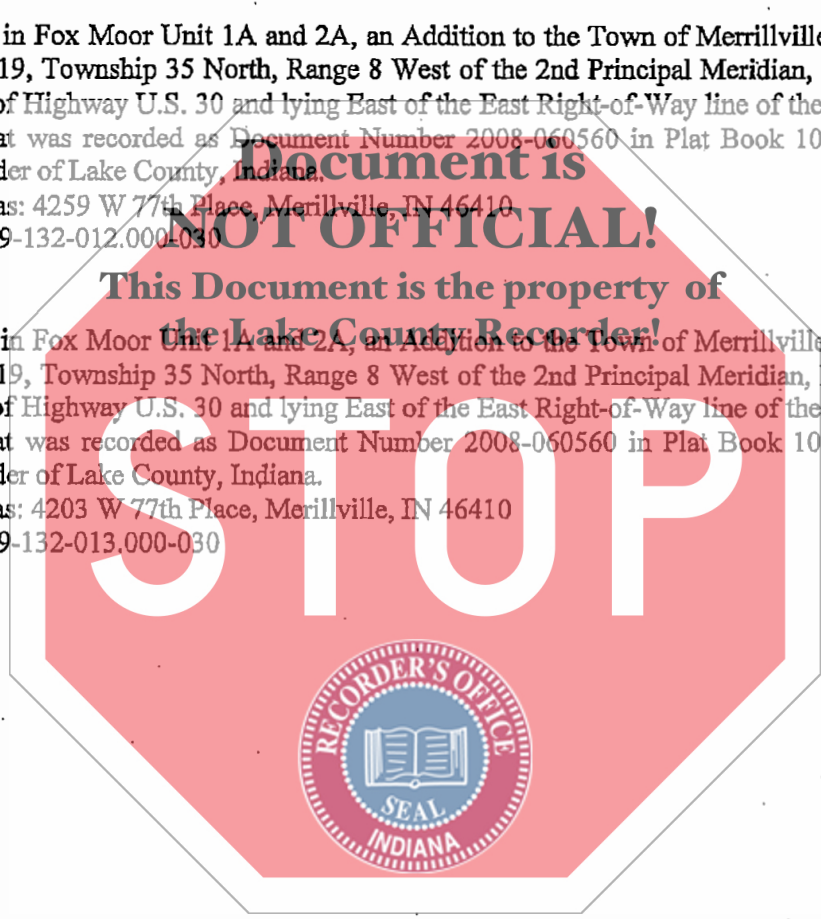 in Fox Moor Unit 1A and 2A, an Addition to the Town of Merrillville
19, Township 35 North, Range 8 West of the 2nd Principal Meridian,
of Highway U.S. 30 and lying East of the East Right-of-Way line of the
at was recorded as Document Number 2008-060560 in Plat Book 10
der of Lake County, Indiana.
Document is
as: 4259 W 77th Place, Merillville, IN 46410
NOT OFFICIAL!
9-132-012.000-030
This Document is the property of
the Lake County Recorder!
in Fox Moor Unit 1A and 2A, an Addition to the Town of Merrillville
19, Township 35 North, Range 8 West of the 2nd Principal Meridian,
of Highway U.S. 30 and lying East of the East Right-of-Way line of the
at was recorded as Document Number 2008-060560 in Plat Book 10
der of Lake County, Indiana.
as: 4203 W 77th Place, Merillville, IN 46410
9-132-013.000-030
STOP
RECORDER'S OFFICE
SEAL
INDIANA